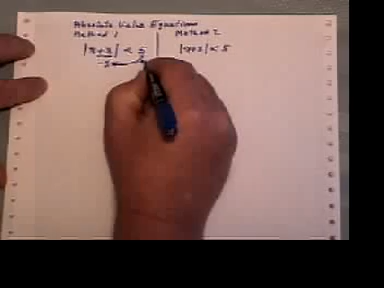 Absolute Value Equations
Method 1
Method 2
|x+3| < 5
|x+3| < 5